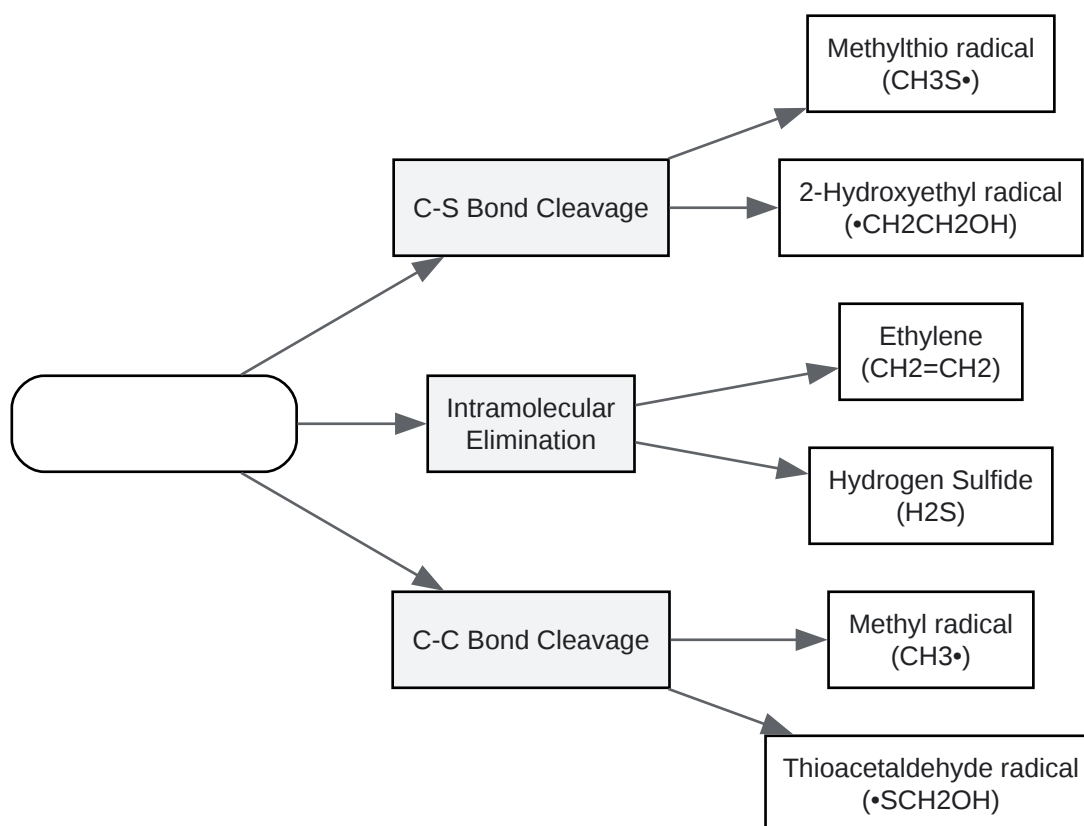 Methylthio radical
(CH3S•)
C-S Bond Cleavage
2-Hydroxyethyl radical
(•CH2CH2OH)
Ethylene
(CH2=CH2)
Intramolecular
Elimination
Hydrogen Sulfide
(H2S)
C-C Bond Cleavage
Methyl radical
(CH3•)
Thioacetaldehyde radical
(•SCH2OH)